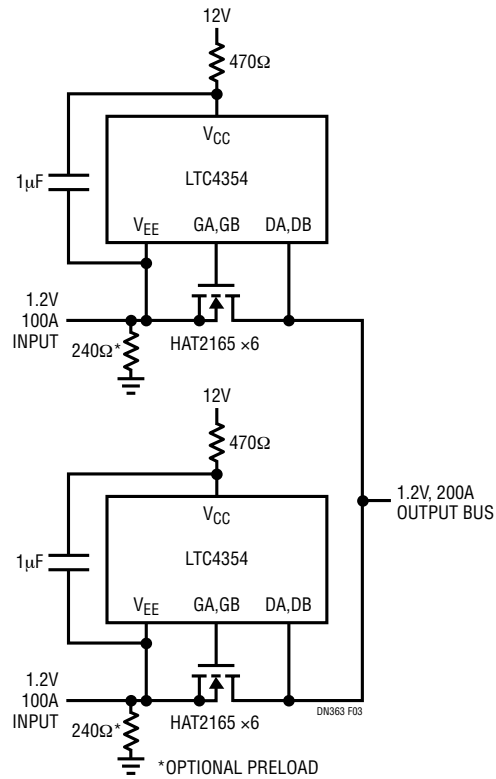 12V
470Ω
VCC
1µF
LTC4354
VEE
GA,GB
DA,DB
1.2V
100A
INPUT
240Ω*
HAT2165 ×6
12V
470Ω
1.2V, 200A
OUTPUT BUS
VCC
1µF
LTC4354
VEE
GA,GB
DA,DB
1.2V
100A
INPUT
240Ω*
HAT2165 ×6
DN363 F03
*OPTIONAL PRELOAD